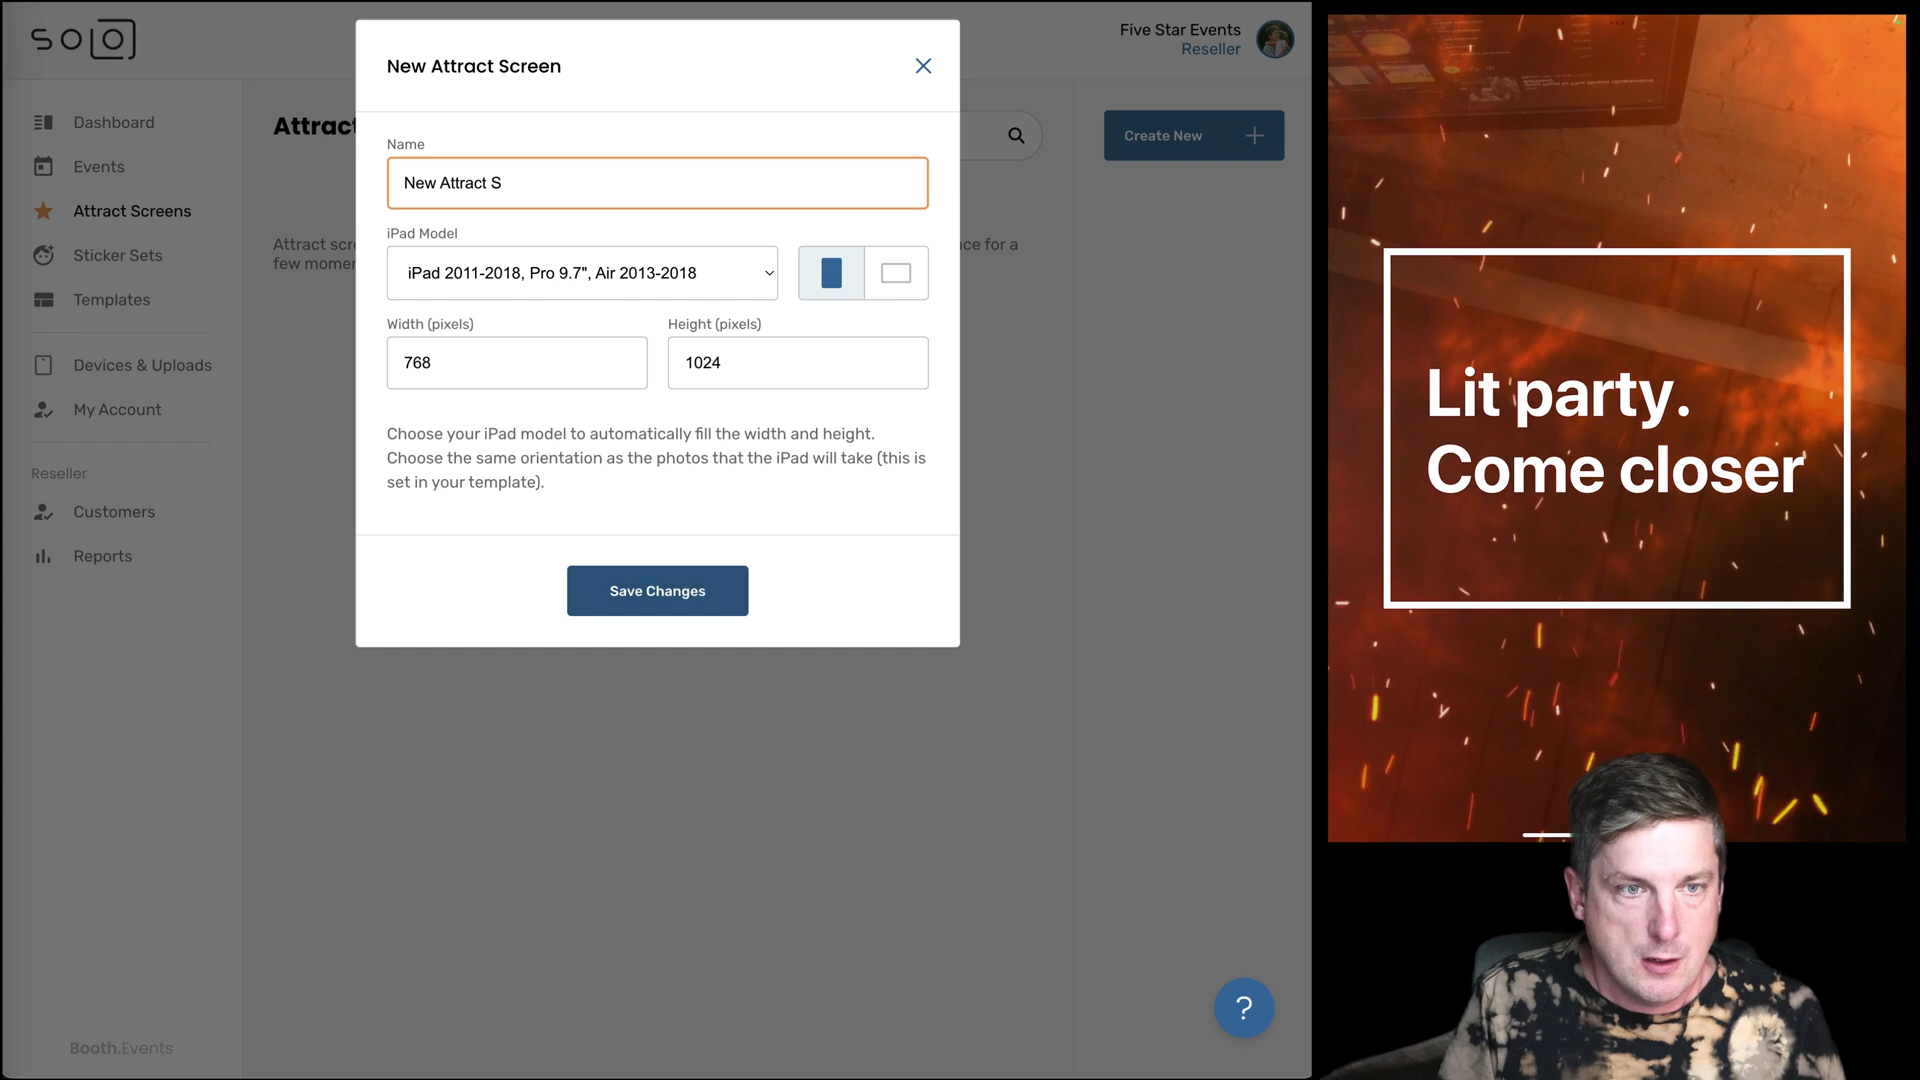 SOLO
Five Star Events
Reseller
Dashboard
Events
Attract Screens
Sticker Sets
Templates
Devices & Uploads
My Account
Reseller
Customers
Reports
Booth.Events
Attract
Attract scre
few momen
nce for a
Create New
New Attract Screen
Name
New Attract S
iPad Model
iPad 2011-2018, Pro 9.7", Air 2013-2018
Width (pixels)
Height (pixels)
768
1024
Choose your iPad model to automatically fill the width and height.
Choose the same orientation as the photos that the iPad will take (this is
set in your template).
Save Changes
?
Lit party.
Come closer